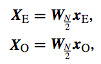 X_E = W_{N/2} x_E,
X_O = W_{N/2} x_O,